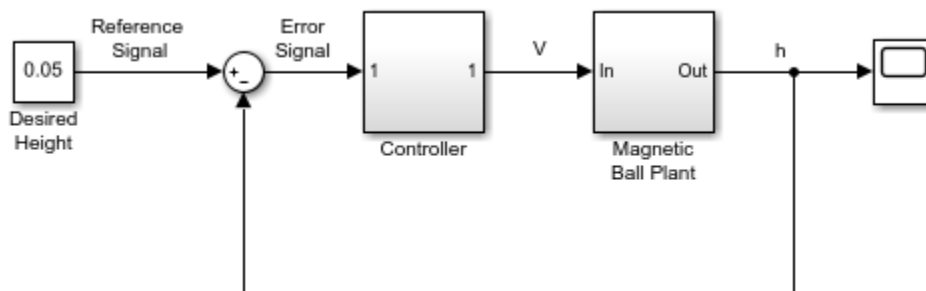 Reference
Signal
Error
Signal
0.05
+
-
1
1
V
In
Out
h
Desired
Height
Controller
Magnetic
Ball Plant